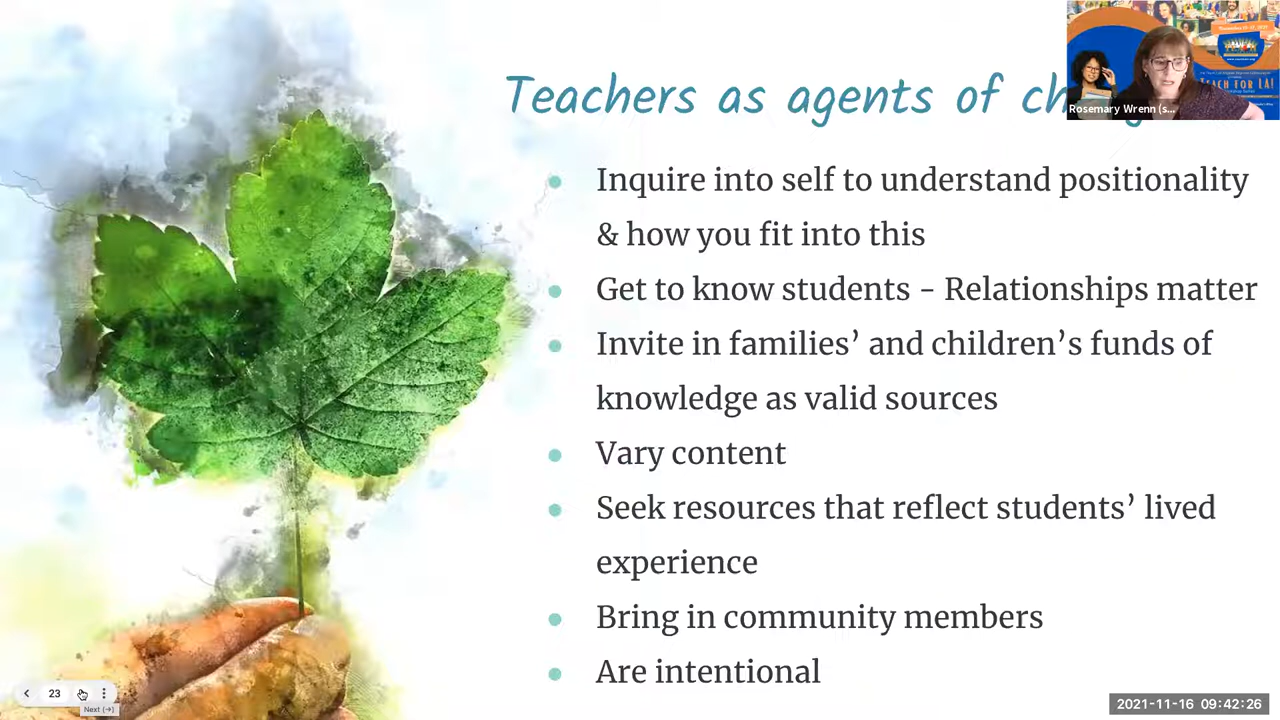 Teachers as agents of
Rosemary Wrenn (s...
Inquire into self to understand positionality
& how you fit into this
Get to know students - Relationships matter
Invite in families’ and children’s funds of
knowledge as valid sources
Vary content
Seek resources that reflect students’ lived
experience
Bring in community members
Are intentional
23
Next (→)
2021-11-16 09:42:26